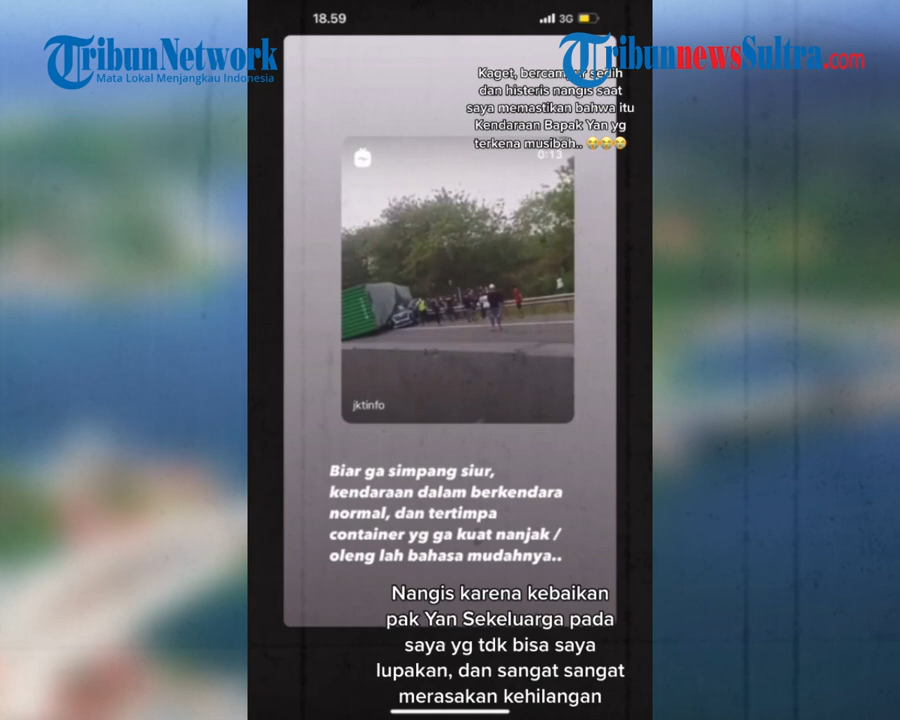 18.59
3G
TribunNetwork
Mata Lokal Menjangkau Indonesia
TribunnewsSultra.com
Kaget, bercampur sedih
dan histeris nangis saat
saya memastikan bahwa itu
Kendaraan Bapak Yan yg
terkena musibah.. 😭😭😭
0:13
jktinfo
Biar ga simpang siur,
kendaraan dalam berkendara
normal, dan tertimpa
container yg ga kuat nanjak /
oleng lah bahasa mudahnya..
Nangis karena kebaikan
pak Yan Sekeluarga pada
saya yg tdk bisa saya
lupakan, dan sangat sangat
merasakan kehilangan